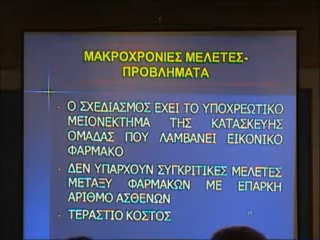 ΜΑΚΡΟΧΡΟΝΙΕΣ ΜΕΛΕΤΕΣ-
ΠΡΟΒΛΗΜΑΤΑ
- Ο ΣΧΕΔΙΑΣΜΟΣ ΕΧΕΙ ΤΟ ΥΠΟΧΡΕΩΤΙΚΟ
ΜΕΙΟΝΕΚΤΗΜΑ ΤΗΣ ΚΑΤΑΣΚΕΥΗΣ
ΟΜΑΔΑΣ ΠΟΥ ΛΑΜΒΑΝΕΙ ΕΙΚΟΝΙΚΟ
ΦΑΡΜΑΚΟ
- ΔΕΝ ΥΠΑΡΧΟΥΝ ΣΥΓΚΡΙΤΙΚΕΣ ΜΕΛΕΤΕΣ
ΜΕΤΑΞΥ ΦΑΡΜΑΚΩΝ ΜΕ ΕΠΑΡΚΗ
ΑΡΙΘΜΟ ΑΣΘΕΝΩΝ
- ΤΕΡΑΣΤΙΟ ΚΟΣΤΟΣ